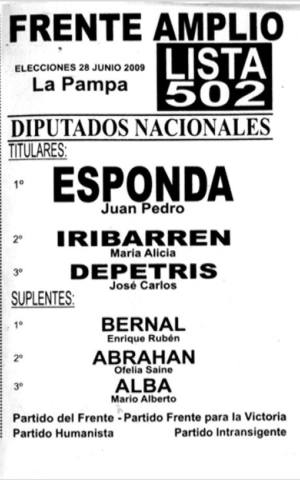 FRENTE AMPLIO
ELECCIONES 28 JUNIO 2009
La Pampa
LISTA
502
DIPUTADOS NACIONALES
TITULARES:
1º ESPONDA
Juan Pedro
2º IRIBARREN
Maria Alicia
3º DEPETRIS
José Carlos
SUPLENTES:
1º BERNAL
Enrique Rubén
2º ABRAHAN
Ofelia Saine
3º ALBA
Mario Alberto
Partido del Frente - Partido Frente para la Victoria
Partido Humanista Partido Intransigente